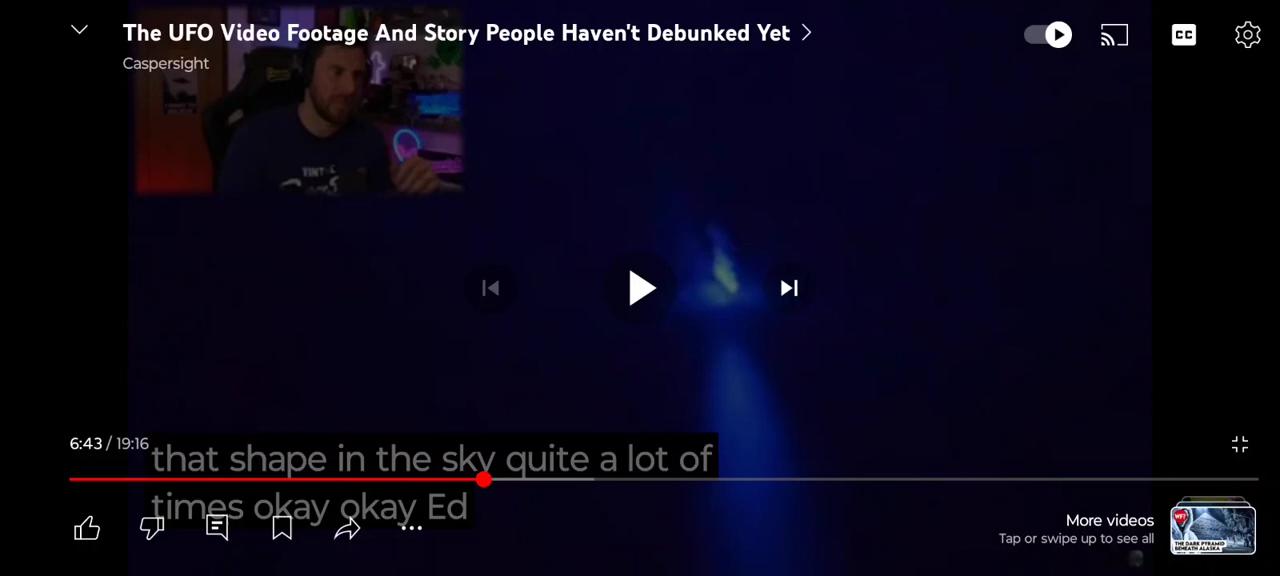 The UFO Video Footage And Story People Haven't Debunked Yet
Caspersight
CC
6:43 / 19:16
that shape in the sky quite a lot of
times okay okay Ed
More videos
Tap or swipe up to see all
THE DARK PYRAMID
BENEATH ALASKA